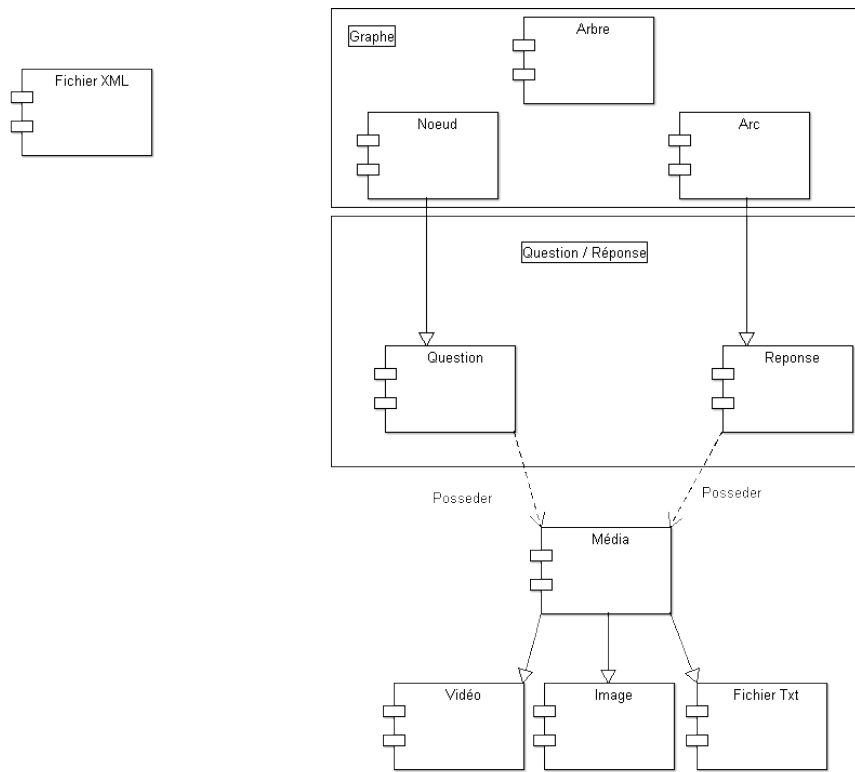 Graphe
Arbre
Fichier XML
Noeud
Arc
Question / Réponse
Question
Reponse
Posseder
Posseder
Média
Vidéo
Image
Fichier Txt